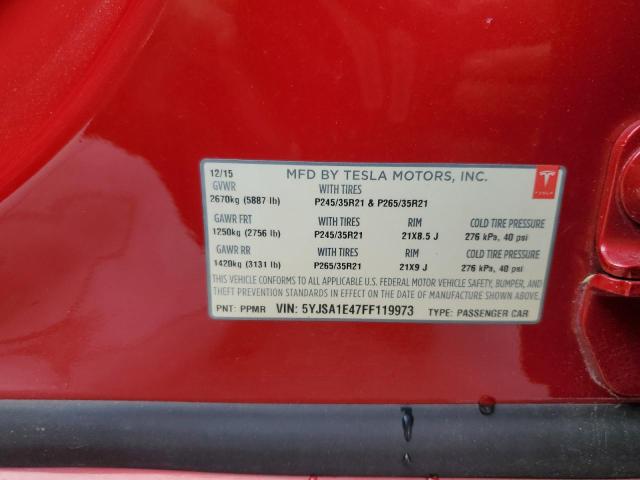 12/15 MFD BY TESLA MOTORS, INC.
GVWR WITH TIRES
2670kg (5887 lb) P245/35R21 & P265/35R21
TESLA
GAWR FRT WITH TIRES RIM COLD TIRE PRESSURE
1250kg (2756 lb) P245/35R21 21X8.5 J 276 kPa, 40 psi
GAWR RR WITH TIRES RIM COLD TIRE PRESSURE
1420kg (3131 lb) P265/35R21 21X9 J 276 kPa, 40 psi
THIS VEHICLE CONFORMS TO ALL APPLICABLE U.S. FEDERAL MOTOR VEHICLE SAFETY, BUMPER, AND
THEFT PREVENTION STANDARDS IN EFFECT ON THE DATE OF MANUFACTURE SHOWN ABOVE.
PNT: PPMR VIN: 5YJSA1E47FF119973 TYPE: PASSENGER CAR